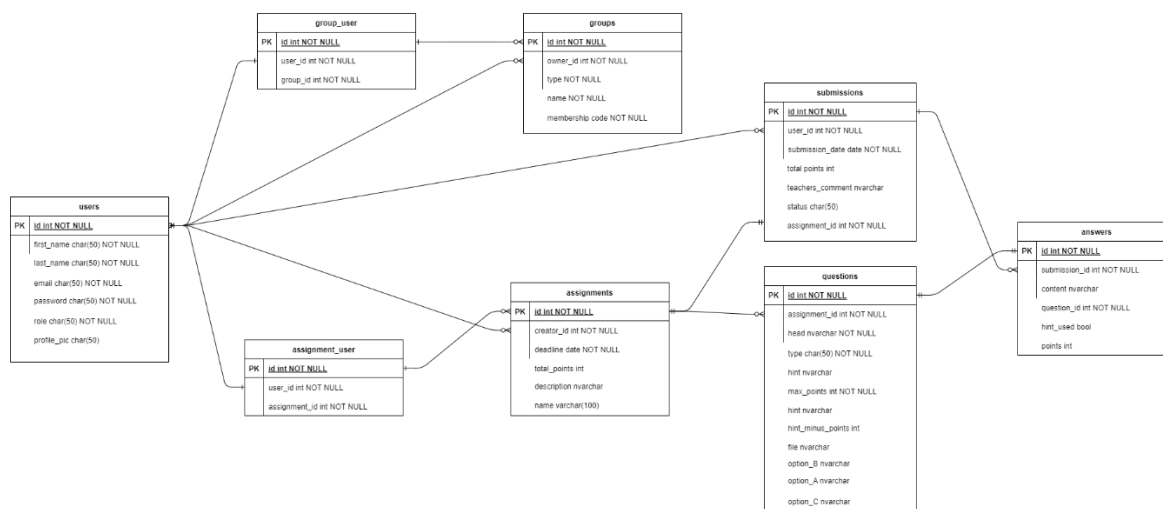 group_user
PK id int NOT NULL
user_id int NOT NULL
group_id int NOT NULL
groups
PK id int NOT NULL
owner_id int NOT NULL
type NOT NULL
name NOT NULL
membership code NOT NULL
submissions
PK id int NOT NULL
user_id int NOT NULL
submission_date date NOT NULL
total points int
teachers_comment nvarchar
status char(50)
assignment_id int NOT NULL
users
PK id int NOT NULL
first_name char(50) NOT NULL
last_name char(50) NOT NULL
email char(50) NOT NULL
password char(50) NOT NULL
role char(50) NOT NULL
profile_pic char(50)
answers
PK id int NOT NULL
submission_id int NOT NULL
content nvarchar
question_id int NOT NULL
hint_used bool
points int
assignment_user
PK id int NOT NULL
user_id int NOT NULL
assignment_id int NOT NULL
assignments
PK id int NOT NULL
creator_id int NOT NULL
deadline date NOT NULL
total_points int
description nvarchar
name varchar(100)
questions
PK id int NOT NULL
assignment_id int NOT NULL
head nvarchar NOT NULL
type char(50) NOT NULL
hint nvarchar
max_points int NOT NULL
hint nvarchar
hint_minus_points int
file nvarchar
option_B nvarchar
option_A nvarchar
option_C nvarchar